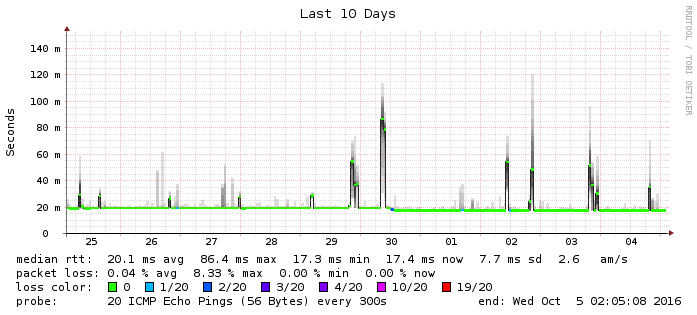 Last 10 Days
RRDTOOL / TOBI OETIKER
Seconds
140 m
120 m
100 m
80 m
60 m
40 m
20 m
0
25 26 27 28 29 30 01 02 03 04
median rtt: 20.1 ms avg 86.4 ms max 17.3 ms min 17.4 ms now 7.7 ms sd 2.6 am/s
packet loss: 0.04 % avg 8.33 % max 0.00 % min 0.00 % now
loss color: 0 1/20 2/20 3/20 4/20 10/20 19/20
probe: 20 ICMP Echo Pings (56 Bytes) every 300s end: Wed Oct 5 02:05:08 2016